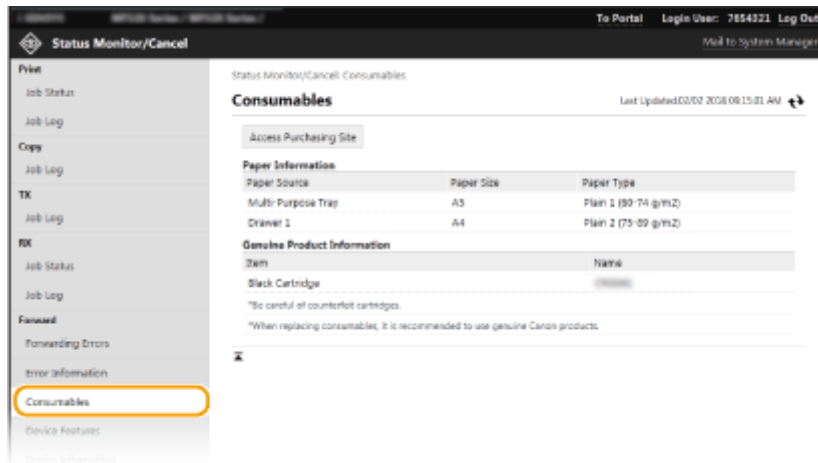 To Portal Login User: 7654321 Log Out
Status Monitor/Cancel
Mail to System Manager
Print
Job Status
Job Log
Copy
Job Log
TX
Job Log
RX
Job Status
Job Log
Forward
Forwarding Errors
Error Information
Consumables
Device Features
Status Monitor/Cancel: Consumables
Consumables
Last Updated:02/02 2018 09:15:01 AM
Access Purchasing Site
Paper Information
Paper Source Paper Size Paper Type
Multi-Purpose Tray A5 Plain 1 (60-74 g/m2)
Drawer 1 A4 Plain 2 (75-89 g/m2)
Genuine Product Information
Item Name
Black Cartridge
*Be careful of counterfeit cartridges.
*When replacing consumables, it is recommended to use genuine Canon products.